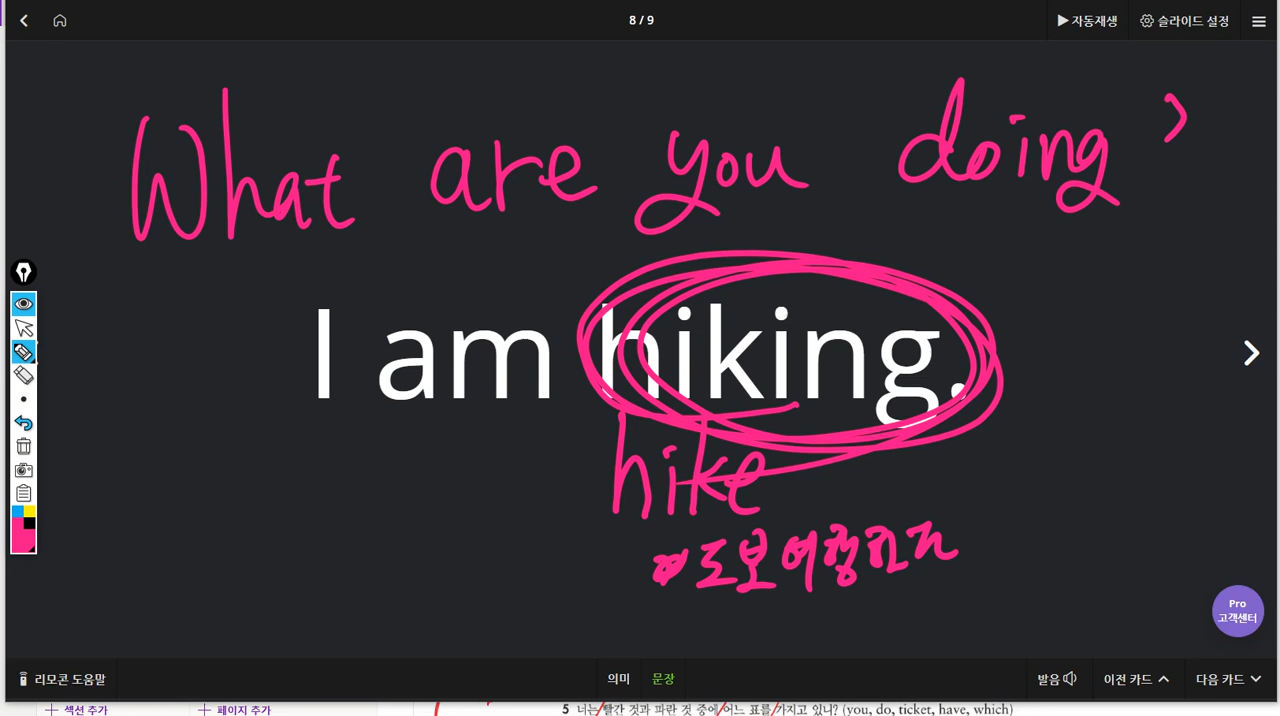 8 / 9
자동재생
슬라이드 설정
What are you doing ?
I am hiking.
hike
도보여행하다
Pro
고객센터
리모콘 도움말
의미
문장
발음
이전 카드
다음 카드
섹션 추가
페이지 추가
5 너는 빨간 것과 파란 것 중에 어느 표를 가지고 있니? (you, do, ticket, have, which)